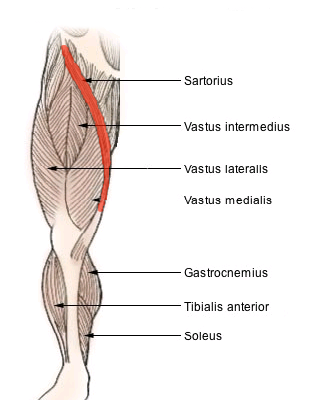 Sartorius
Vastus intermedius
Vastus lateralis
Vastus medialis
Gastrocnemius
Tibialis anterior
Soleus